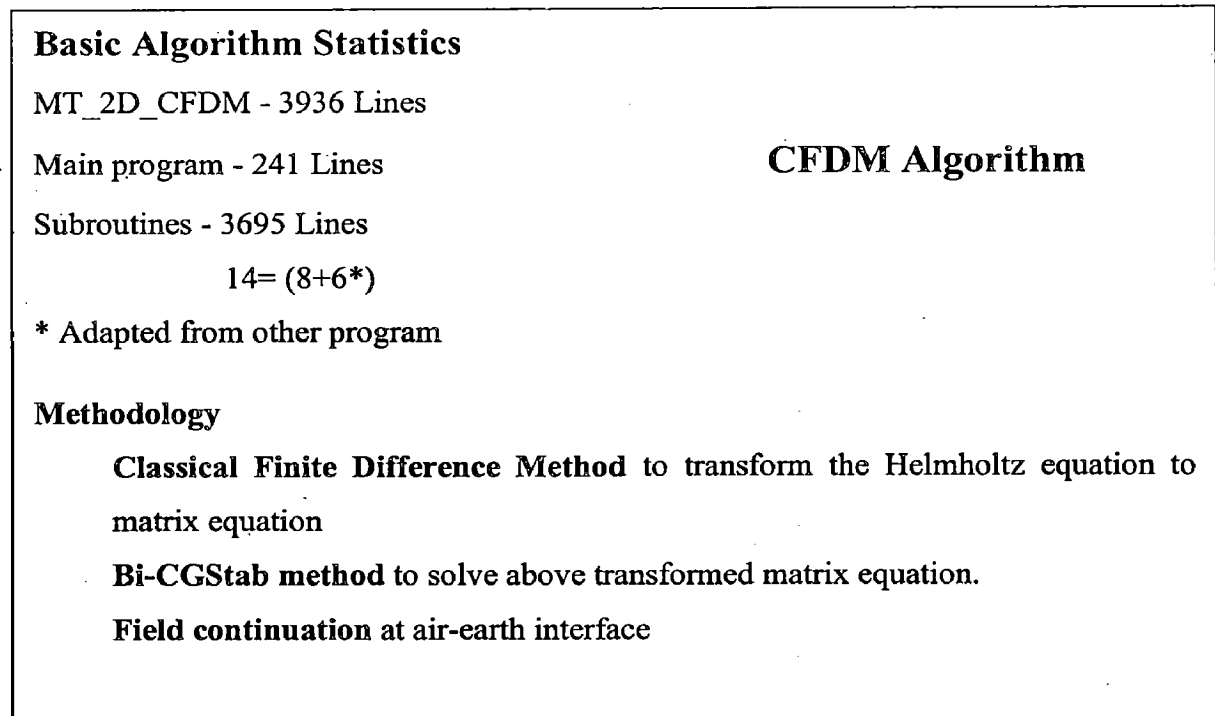 Basic Algorithm Statistics
MT_2D_CFDM - 3936 Lines
Main program - 241 Lines
CFDM Algorithm
Subroutines - 3695 Lines
14= (8+6*)
* Adapted from other program
Methodology
Classical Finite Difference Method to transform the Helmholtz equation to
matrix equation
Bi-CGStab method to solve above transformed matrix equation.
Field continuation at air-earth interface